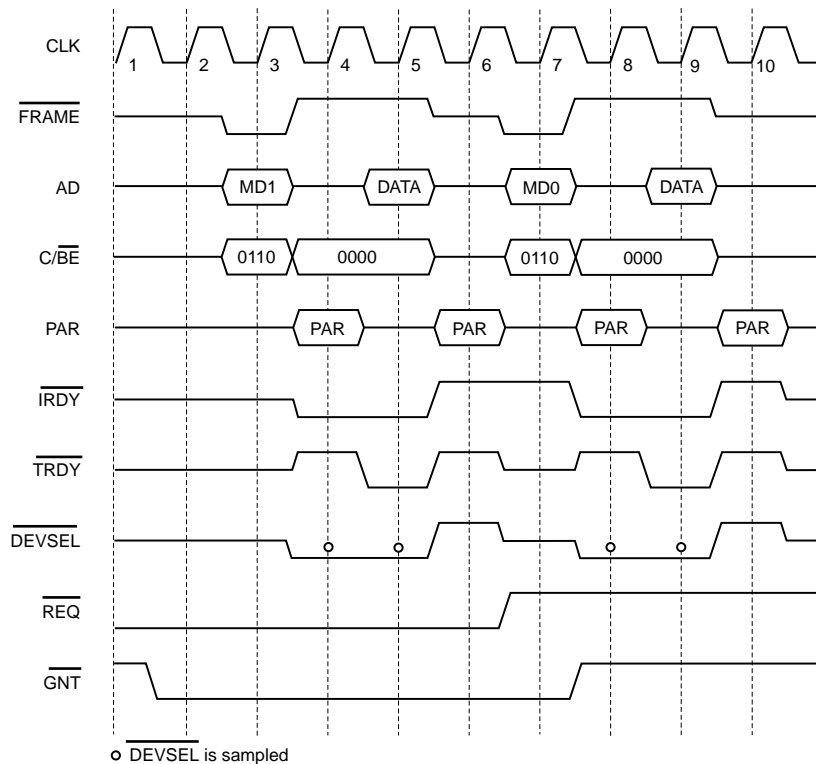 CLK 1 2 3 4 5 6 7 8 9 10
FRAME
AD MD1 DATA MD0 DATA
C/BE 0110 0000 0110 0000
PAR PAR PAR PAR PAR
IRDY
TRDY
DEVSEL
REQ
GNT
DEVSEL is sampled